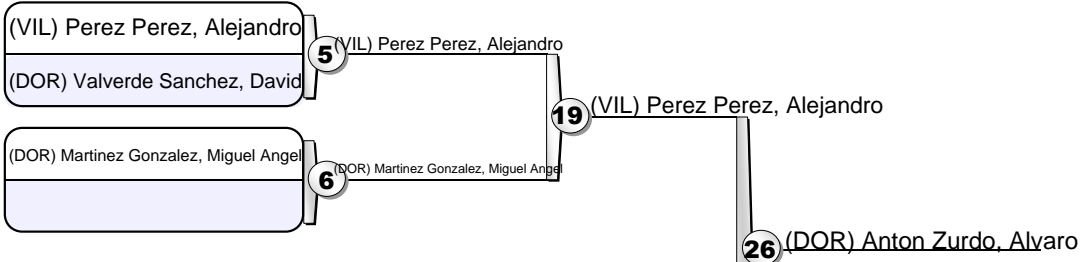 (VIL) Perez Perez, Alejandro
(DOR) Valverde Sanchez, David
5
(VIL) Perez Perez, Alejandro
(DOR) Martinez Gonzalez, Miguel Angel
6
(DOR) Martinez Gonzalez, Miguel Angel
19
(VIL) Perez Perez, Alejandro
26
(DOR) Anton Zurdo, Alvaro